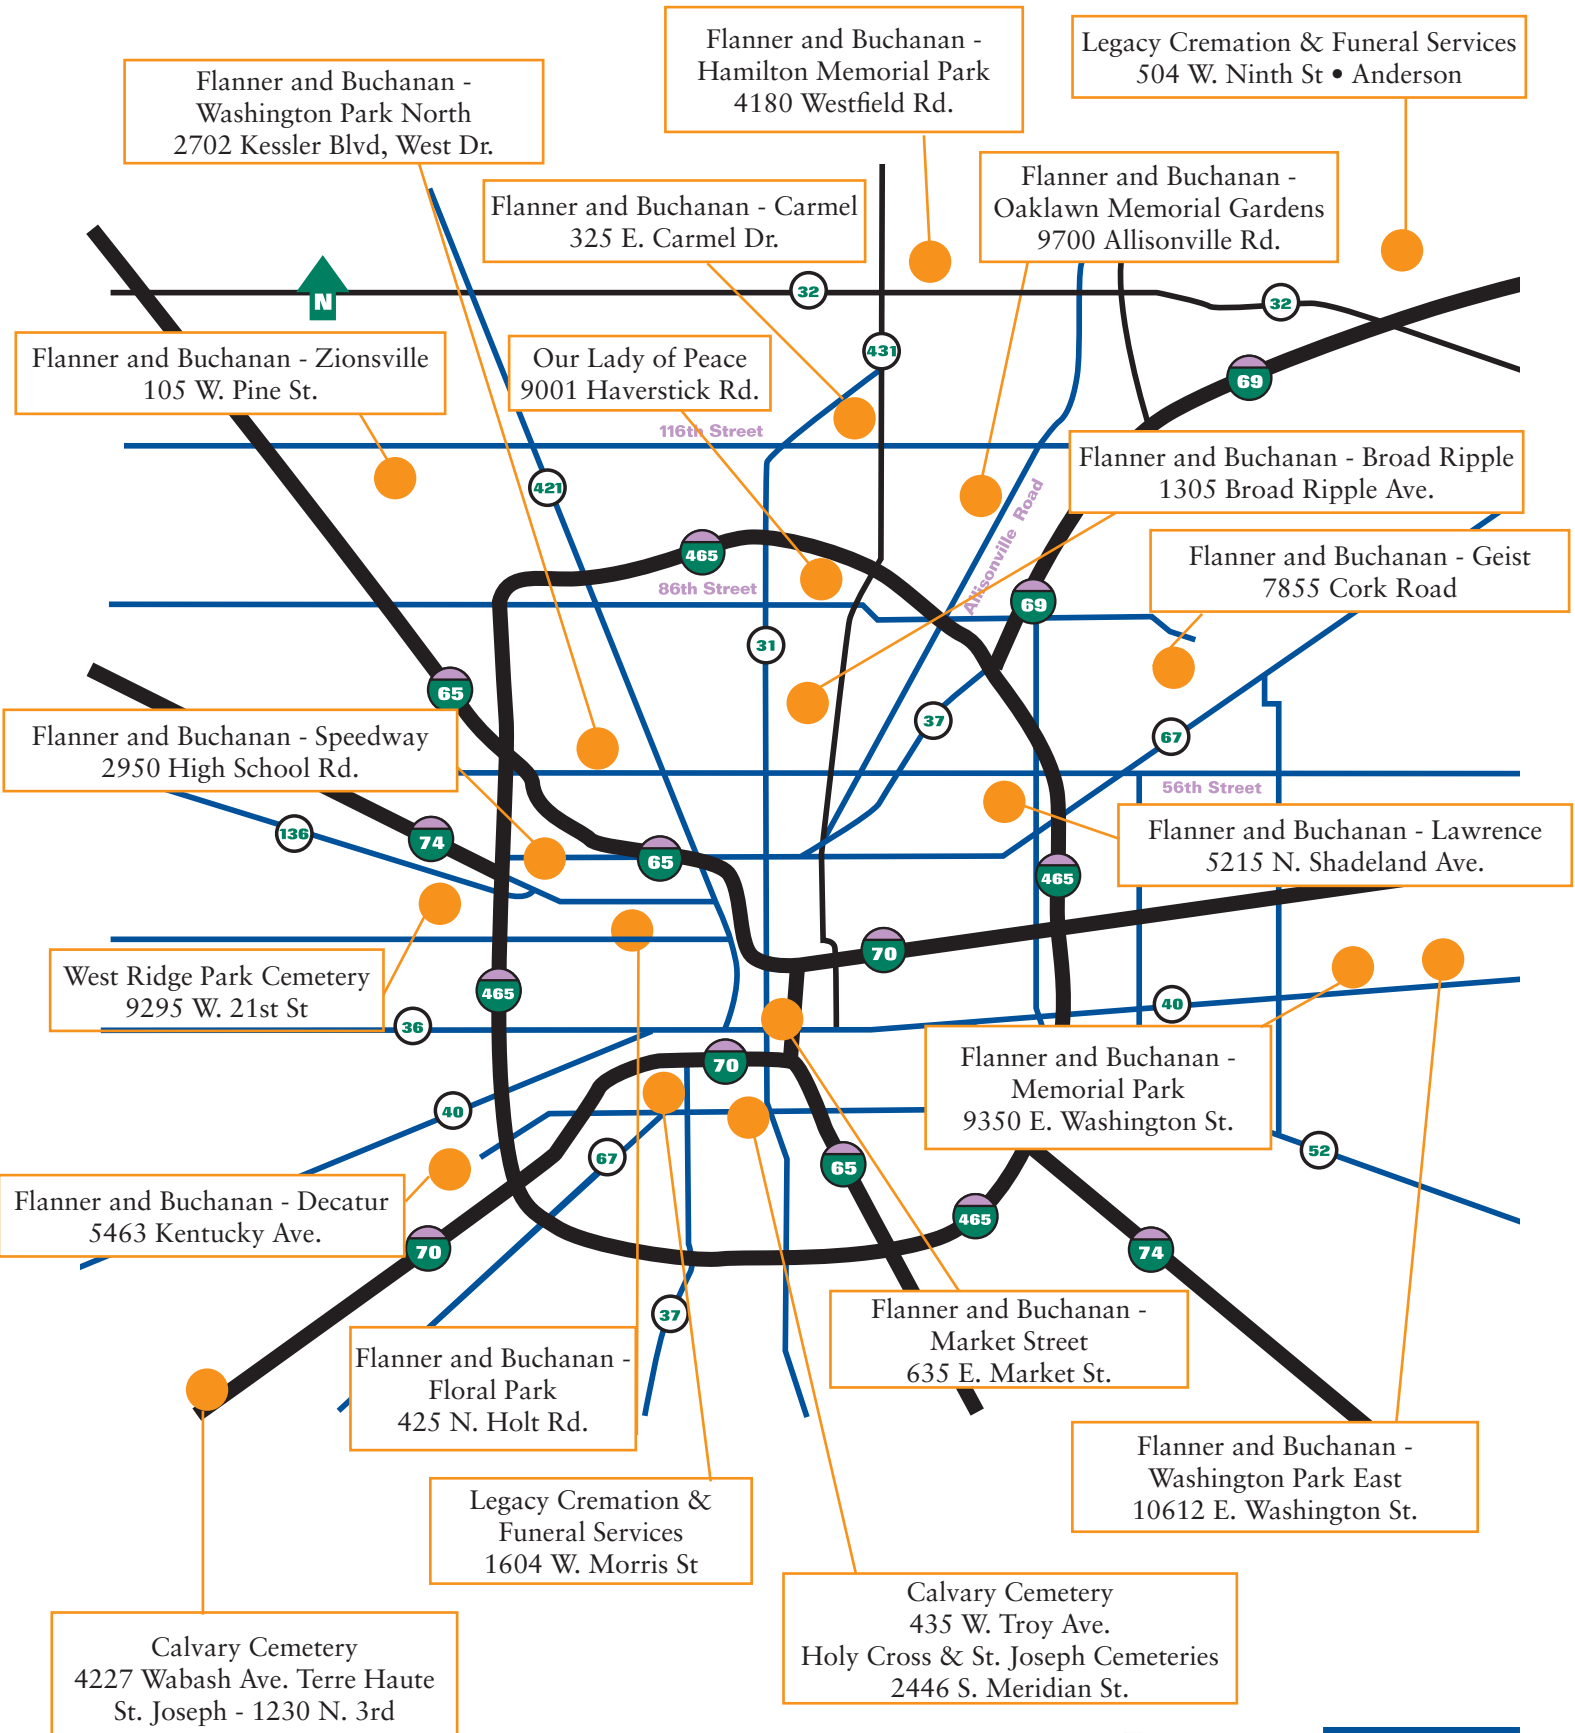 Flanner and Buchanan -
Hamilton Memorial Park
4180 Westfield Rd.
Legacy Cremation & Funeral Services
504 W. Ninth St • Anderson
Flanner and Buchanan -
Washington Park North
2702 Kessler Blvd, West Dr.
Flanner and Buchanan -
Oaklawn Memorial Gardens
9700 Allisonville Rd.
Flanner and Buchanan - Carmel
325 E. Carmel Dr.
N
32
32
431
Flanner and Buchanan - Zionsville
105 W. Pine St.
Our Lady of Peace
9001 Haverstick Rd.
69
116th Street
Flanner and Buchanan - Broad Ripple
1305 Broad Ripple Ave.
421
Allisonville Road
465
86th Street
Flanner and Buchanan - Geist
7855 Cork Road
69
31
65
37
67
Flanner and Buchanan - Speedway
2950 High School Rd.
56th Street
136
74
65
Flanner and Buchanan - Lawrence
5215 N. Shadeland Ave.
465
70
West Ridge Park Cemetery
9295 W. 21st St
465
36
40
70
Flanner and Buchanan -
Memorial Park
9350 E. Washington St.
40
67
65
52
Flanner and Buchanan - Decatur
5463 Kentucky Ave.
465
70
74
37
Flanner and Buchanan -
Market Street
635 E. Market St.
Flanner and Buchanan -
Floral Park
425 N. Holt Rd.
Flanner and Buchanan -
Washington Park East
10612 E. Washington St.
Legacy Cremation &
Funeral Services
1604 W. Morris St
Calvary Cemetery
435 W. Troy Ave.
Holy Cross & St. Joseph Cemeteries
2446 S. Meridian St.
Calvary Cemetery
4227 Wabash Ave. Terre Haute
St. Joseph - 1230 N. 3rd